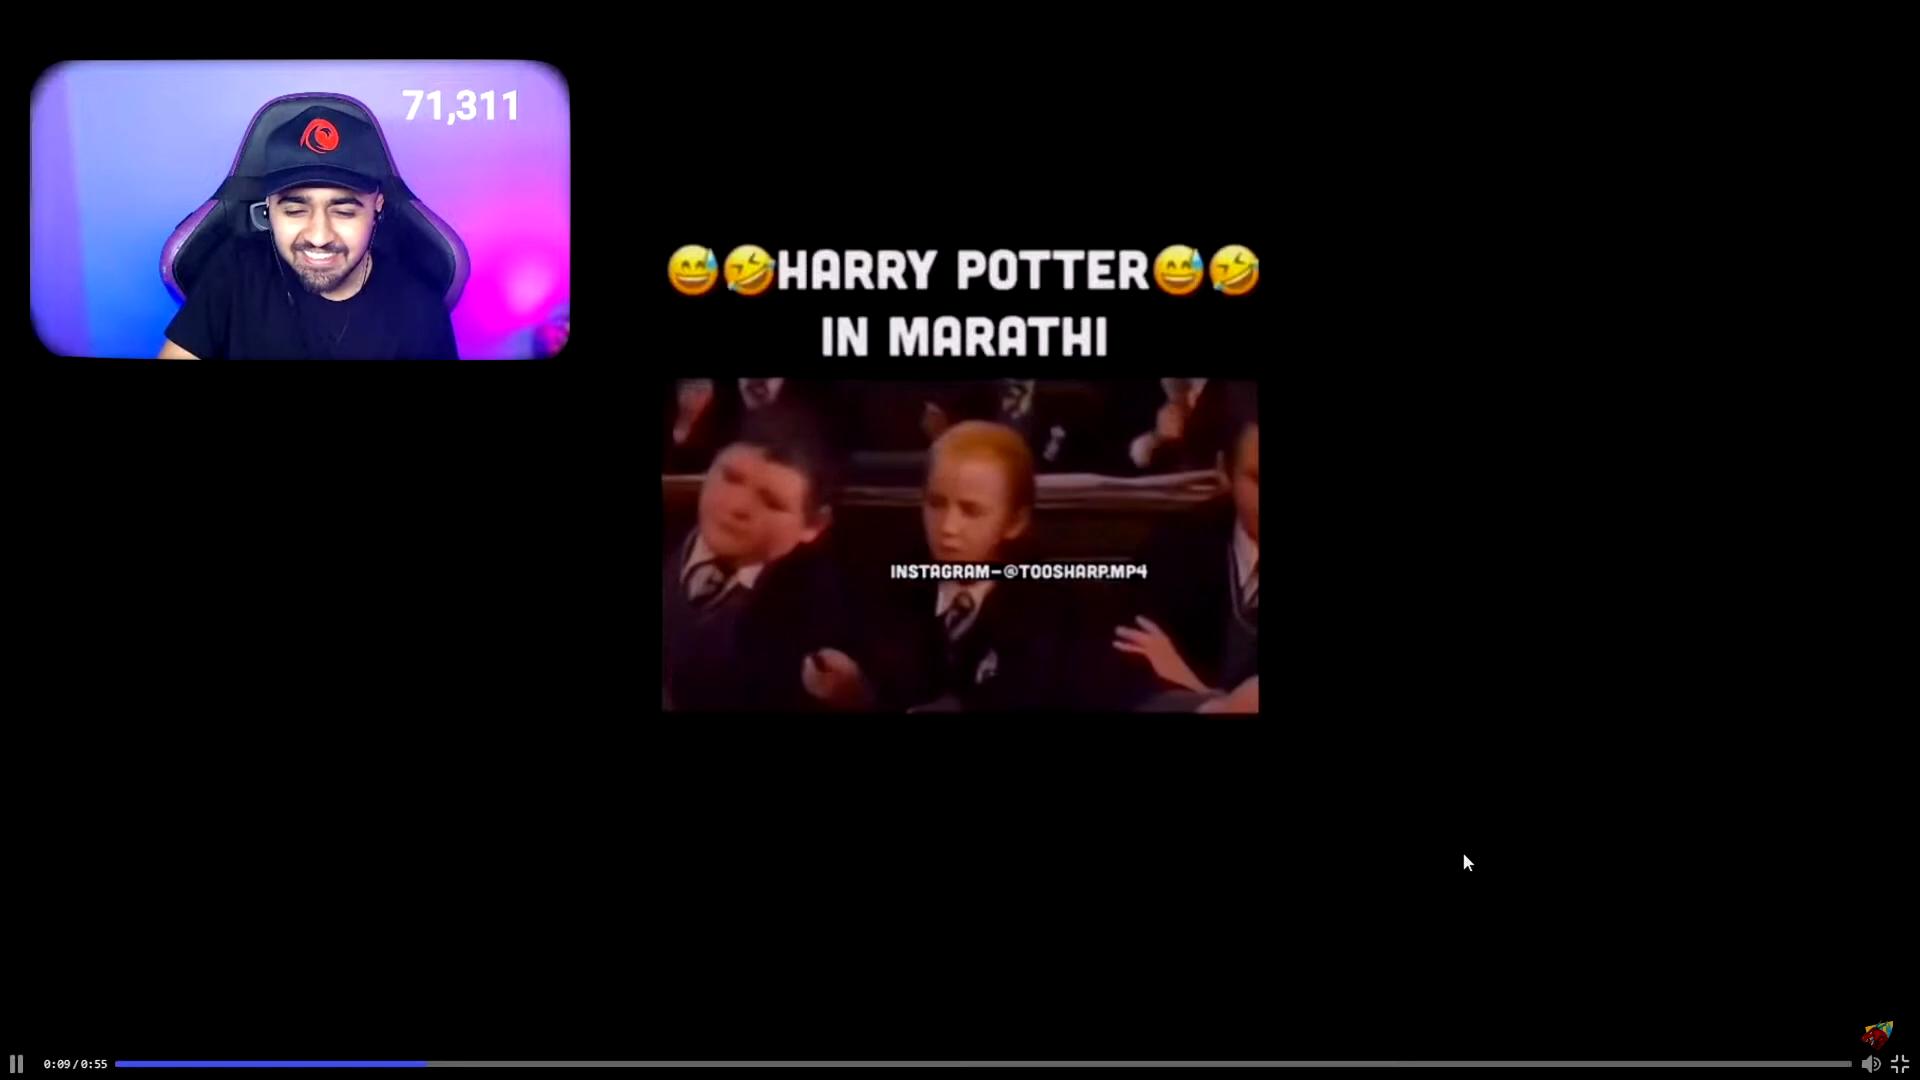 71,311
😅🤣HARRY POTTER😅🤣
IN MARATHI
INSTAGRAM-@TOOSHARP.MP4
0:09/0:55